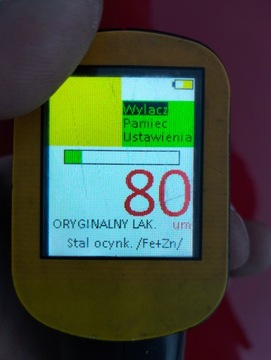 Wylacz
Pamiec
Ustawienia
80
ORYGINALNY LAK. um
Stal ocynk. /Fe+Zn/